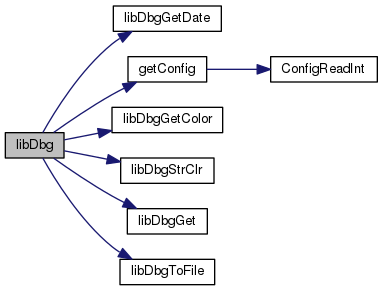 libDbgGetDate
getConfig
ConfigReadInt
libDbgGetColor
libDbg
libDbgStrClr
libDbgGet
libDbgToFile